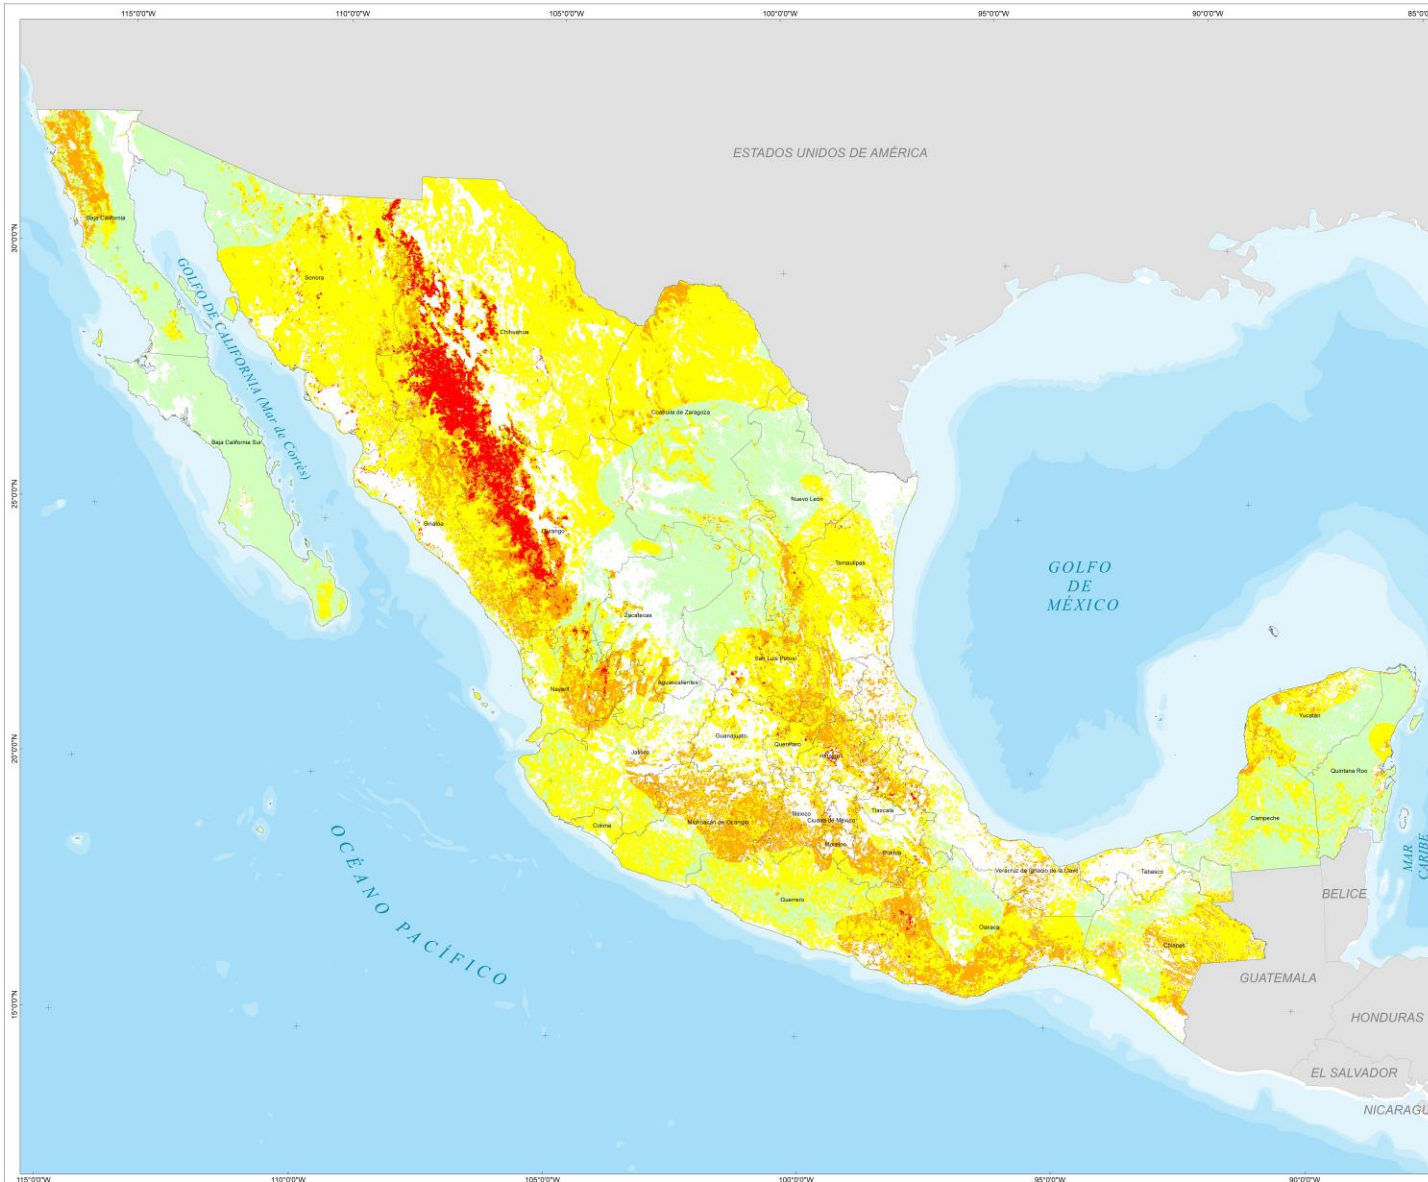 115°0'0"W 110°0'0"W 105°0'0"W 100°0'0"W 95°0'0"W 90°0'0"W
ESTADOS UNIDOS DE AMÉRICA
Baja California
30°0'0"N
GOLFO DE CALIFORNIA (Mar de Cortés)
Sonora
Chihuahua
Coahuila de Zaragoza
Baja California Sur
25°0'0"N
Nuevo León
Sinaloa
Durango
Tamaulipas
GOLFO
DE
MÉXICO
Zacatecas
San Luis Potosí
Aguascalientes
Nayarit
Yucatán
20°0'0"N
Guanajuato
Querétaro
Jalisco
Hidalgo
Quintana Roo
Tlaxcala
México
Ciudad de México
Michoacán de Ocampo
Colima
Campeche
Morelos
Puebla
MAR
CARIBE
Veracruz de Ignacio de la Llave
Tabasco
BELICE
Guerrero
Oaxaca
Chiapas
OCÉANO PACÍFICO
GUATEMALA
15°0'0"N
HONDURAS
EL SALVADOR
NICARAGU
115°0'0"W 110°0'0"W 105°0'0"W 100°0'0"W 95°0'0"W 90°0'0"W